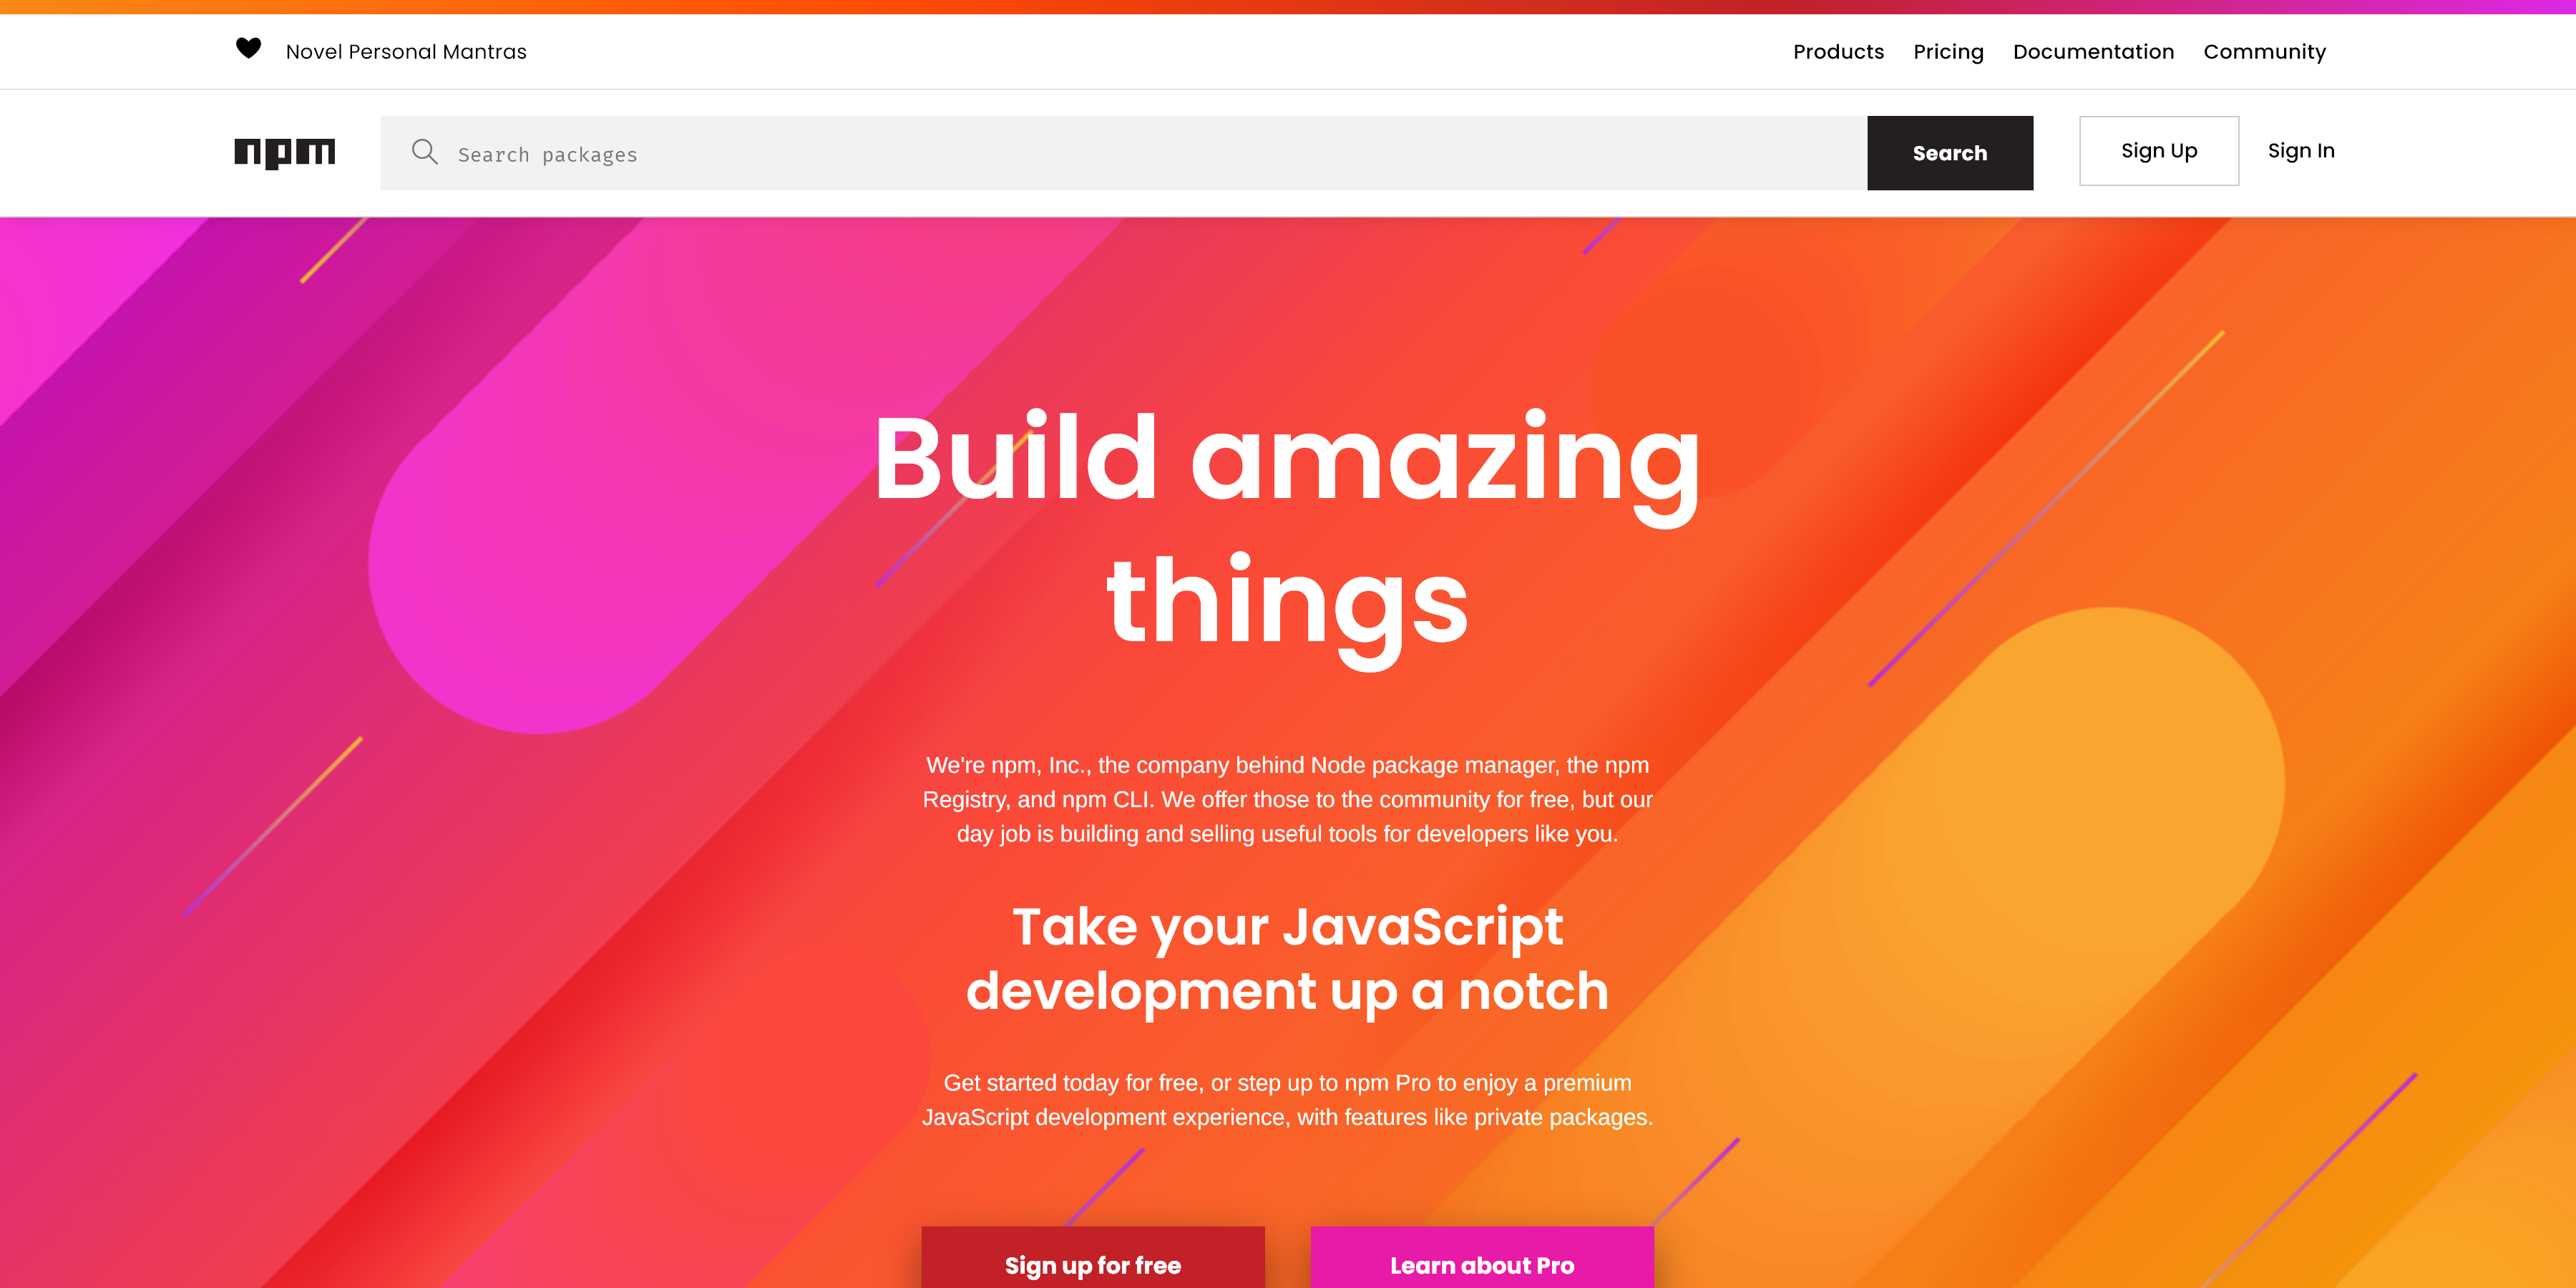 Novel Personal Mantras
Products Pricing Documentation Community
npm
Search packages
Search
Sign Up
Sign In
Build amazing
things
We're npm, Inc., the company behind Node package manager, the npm
Registry, and npm CLI. We offer those to the community for free, but our
day job is building and selling useful tools for developers like you.
Take your JavaScript
development up a notch
Get started today for free, or step up to npm Pro to enjoy a premium
JavaScript development experience, with features like private packages.
Sign up for free
Learn about Pro